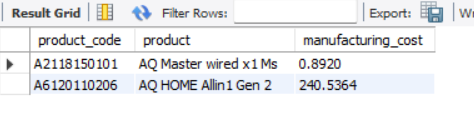 Result Grid Filter Rows: Export:
product_code product manufacturing_cost
A2118150101 AQ Master wired x1 Ms 0.8920
A6120110206 AQ HOME Allin1 Gen 2 240.5364